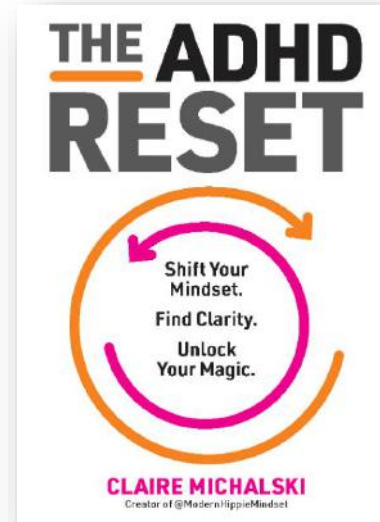 THE ADHD
RESET
Shift Your
Mindset.
Find Clarity.
Unlock
Your Magic.
CLAIRE MICHALSKI
Creator of @ModernHippieMindset